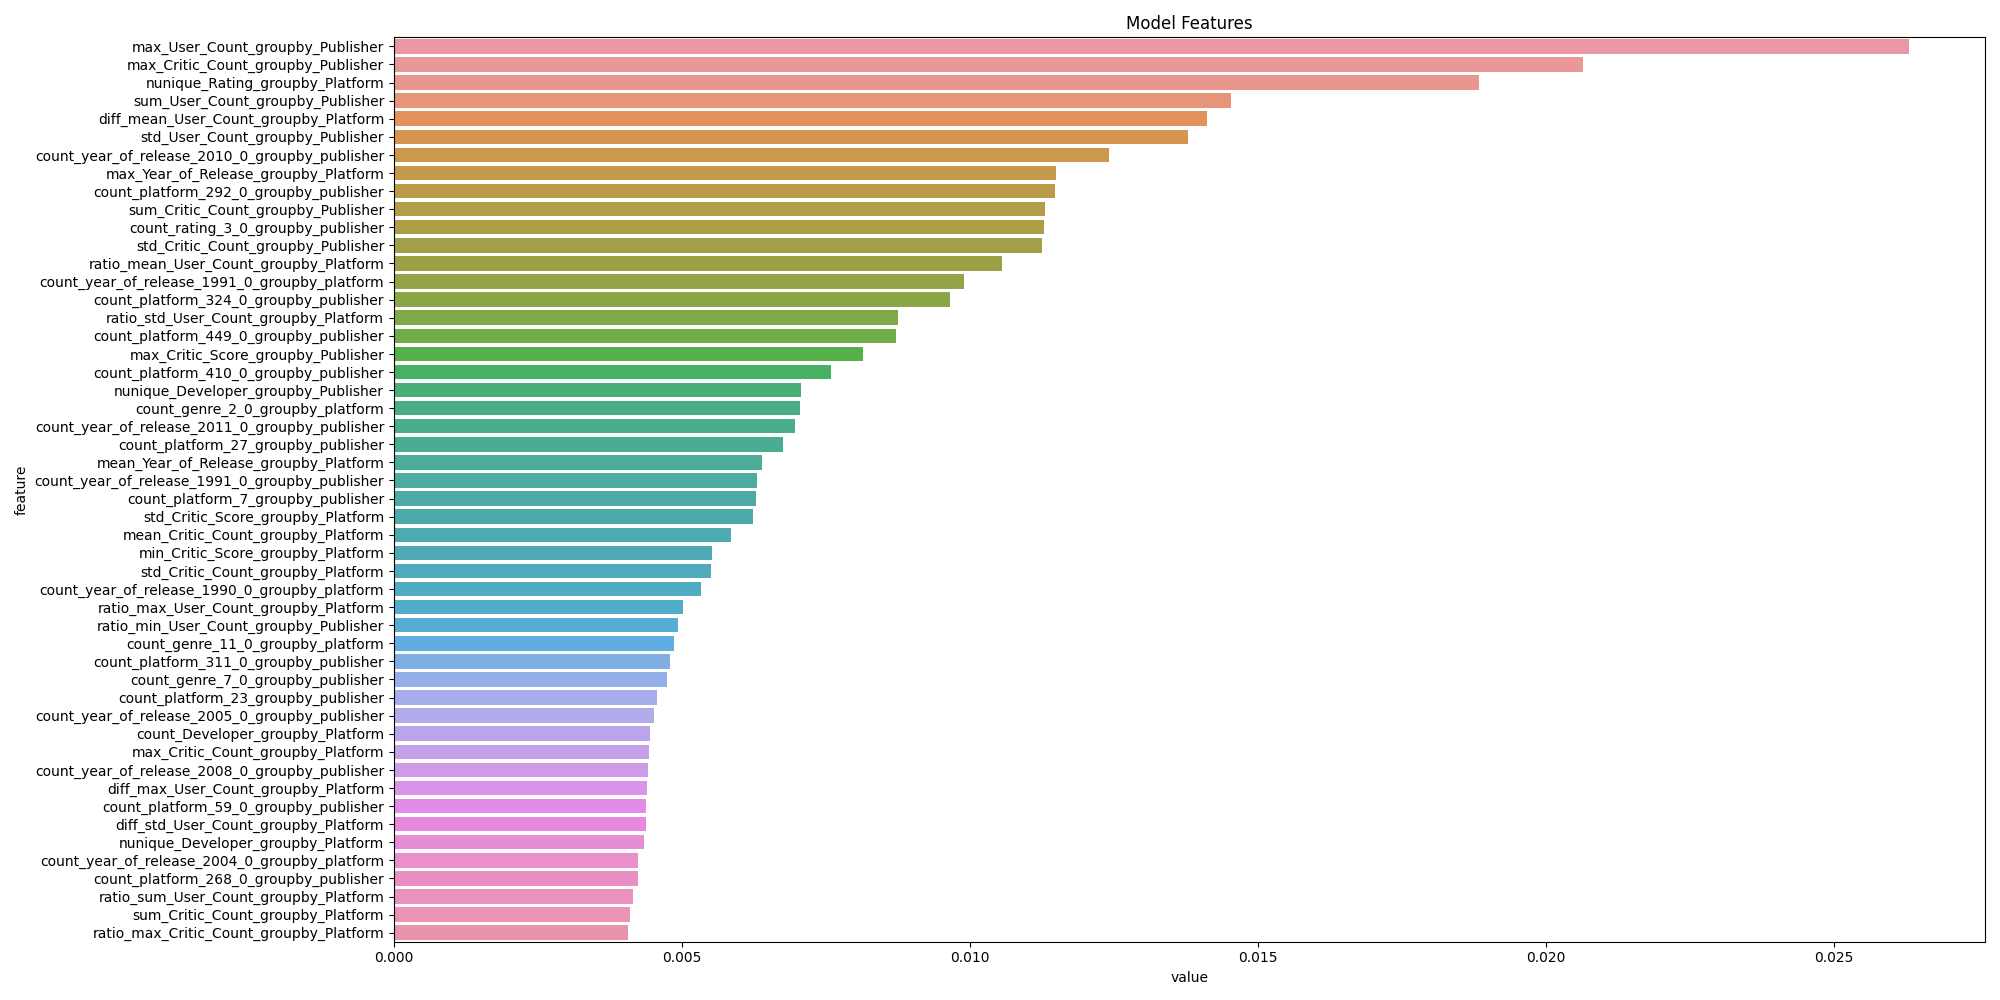 Model Features
max_User_Count_groupby_Publisher
max_Critic_Count_groupby_Publisher
nunique_Rating_groupby_Platform
sum_User_Count_groupby_Publisher
diff_mean_User_Count_groupby_Platform
std_User_Count_groupby_Publisher
count_year_of_release_2010_0_groupby_publisher
max_Year_of_Release_groupby_Platform
count_platform_292_0_groupby_publisher
sum_Critic_Count_groupby_Publisher
count_rating_3_0_groupby_publisher
std_Critic_Count_groupby_Publisher
ratio_mean_User_Count_groupby_Platform
count_year_of_release_1991_0_groupby_platform
count_platform_324_0_groupby_publisher
ratio_std_User_Count_groupby_Platform
count_platform_449_0_groupby_publisher
max_Critic_Score_groupby_Publisher
count_platform_410_0_groupby_publisher
nunique_Developer_groupby_Publisher
count_genre_2_0_groupby_platform
count_year_of_release_2011_0_groupby_publisher
count_platform_27_groupby_publisher
mean_Year_of_Release_groupby_Platform
count_year_of_release_1991_0_groupby_publisher
count_platform_7_groupby_publisher
std_Critic_Score_groupby_Platform
mean_Critic_Count_groupby_Platform
min_Critic_Score_groupby_Platform
std_Critic_Count_groupby_Platform
count_year_of_release_1990_0_groupby_platform
ratio_max_User_Count_groupby_Platform
ratio_min_User_Count_groupby_Publisher
count_genre_11_0_groupby_platform
count_platform_311_0_groupby_publisher
count_genre_7_0_groupby_publisher
count_platform_23_groupby_publisher
count_year_of_release_2005_0_groupby_publisher
count_Developer_groupby_Platform
max_Critic_Count_groupby_Platform
count_year_of_release_2008_0_groupby_publisher
diff_max_User_Count_groupby_Platform
count_platform_59_0_groupby_publisher
diff_std_User_Count_groupby_Platform
nunique_Developer_groupby_Platform
count_year_of_release_2004_0_groupby_platform
count_platform_268_0_groupby_publisher
ratio_sum_User_Count_groupby_Platform
sum_Critic_Count_groupby_Platform
ratio_max_Critic_Count_groupby_Platform
feature
0.000 0.005 0.010 0.015 0.020 0.025
value